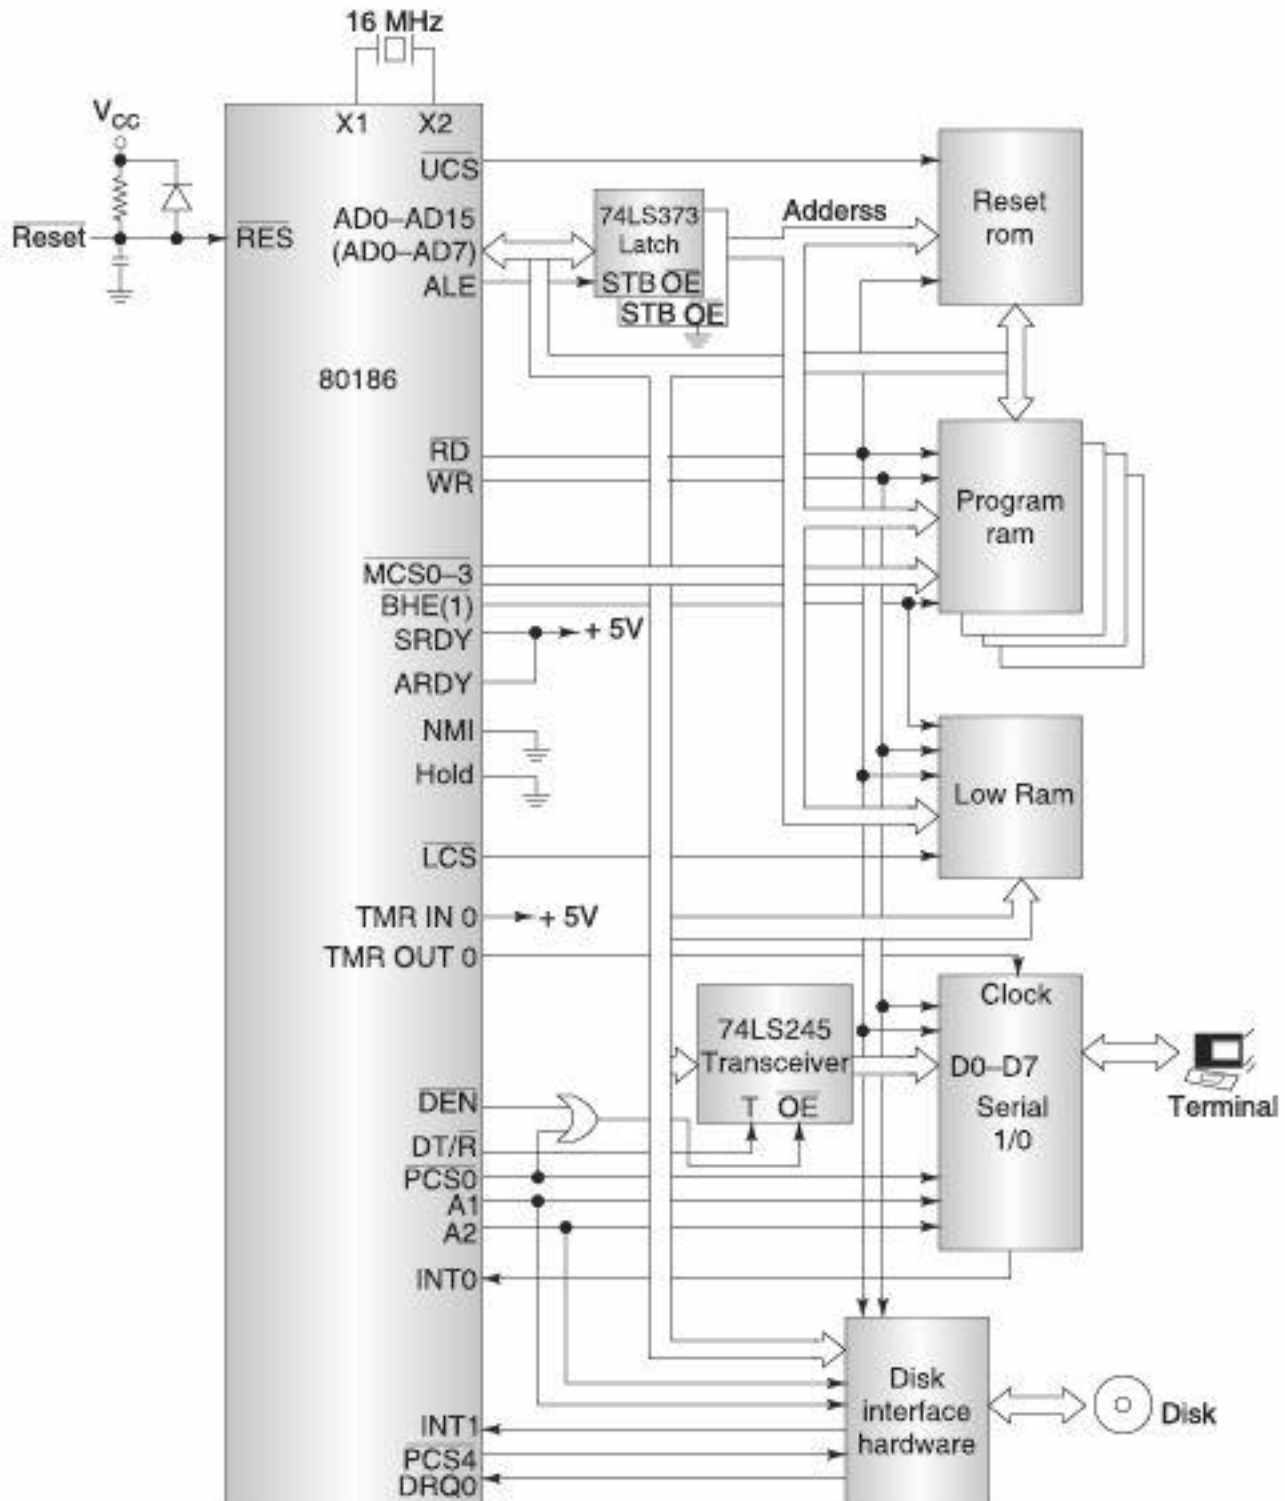 16 MHz
VCC
X1 X2
UCS
Reset
RES
AD0–AD15
(AD0–AD7)
ALE
74LS373
Latch
STB OE
STB OE
Adderss
Reset
rom
80186
RD
WR
Program
ram
MCS0–3
BHE(1)
SRDY
+ 5V
ARDY
NMI
Hold
Low Ram
LCS
TMR IN 0
+ 5V
TMR OUT 0
Clock
74LS245
Transceiver
T OE
D0–D7
Serial
1/0
Terminal
DEN
DT/R
PCS0
A1
A2
INT0
Disk
interface
hardware
Disk
INT1
PCS4
DRQ0